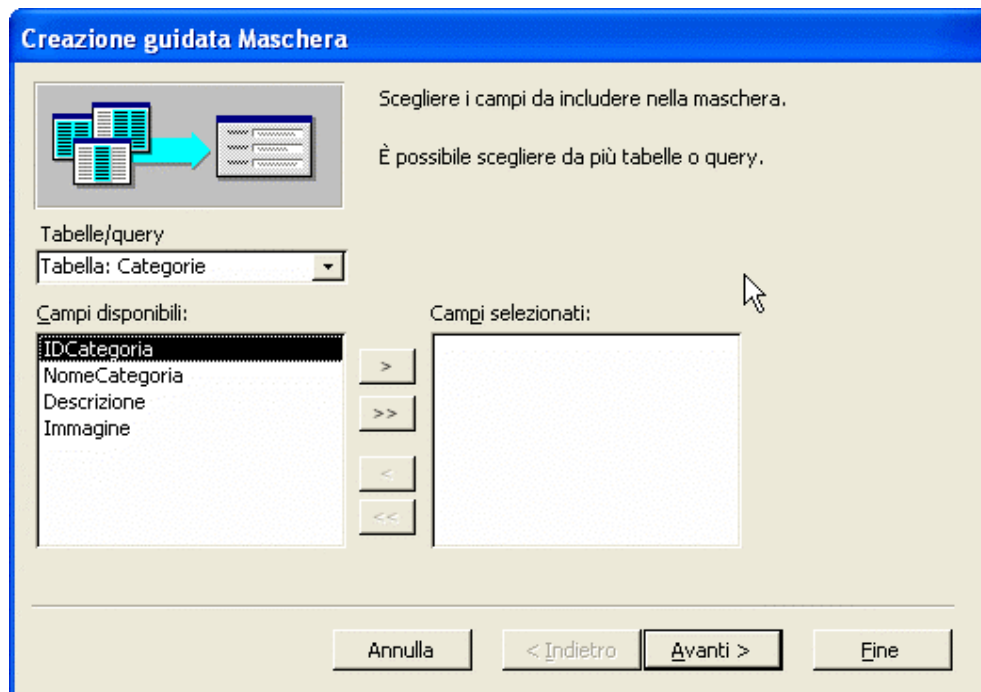 Creazione guidata Maschera
Scegliere i campi da includere nella maschera.
È possibile scegliere da più tabelle o query.
Tabelle/query
Tabella: Categorie
Campi disponibili:
Campi selezionati:
IDCategoria
NomeCategoria
Descrizione
Immagine
>
>>
<
<<
Annulla
< Indietro
Avanti >
Fine